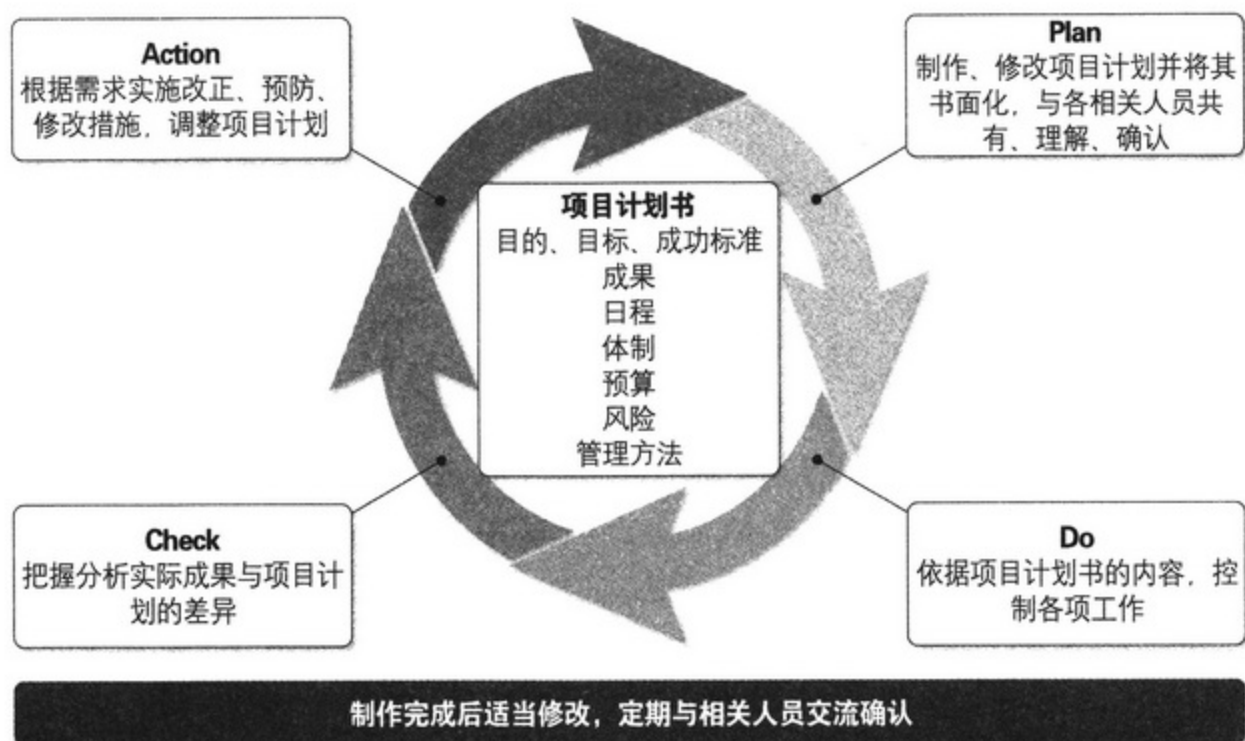 Action
根据需求实施改正、预防、
修改措施，调整项目计划
Plan
制作、修改项目计划并将其
书面化，与各相关人员共
有、理解、确认
项目计划书
目的、目标、成功标准
成果
日程
体制
预算
风险
管理方法
Check
把握分析实际成果与项目计
划的差异
Do
依据项目计划书的内容，控
制各项工作
制作完成后适当修改，定期与相关人员交流确认